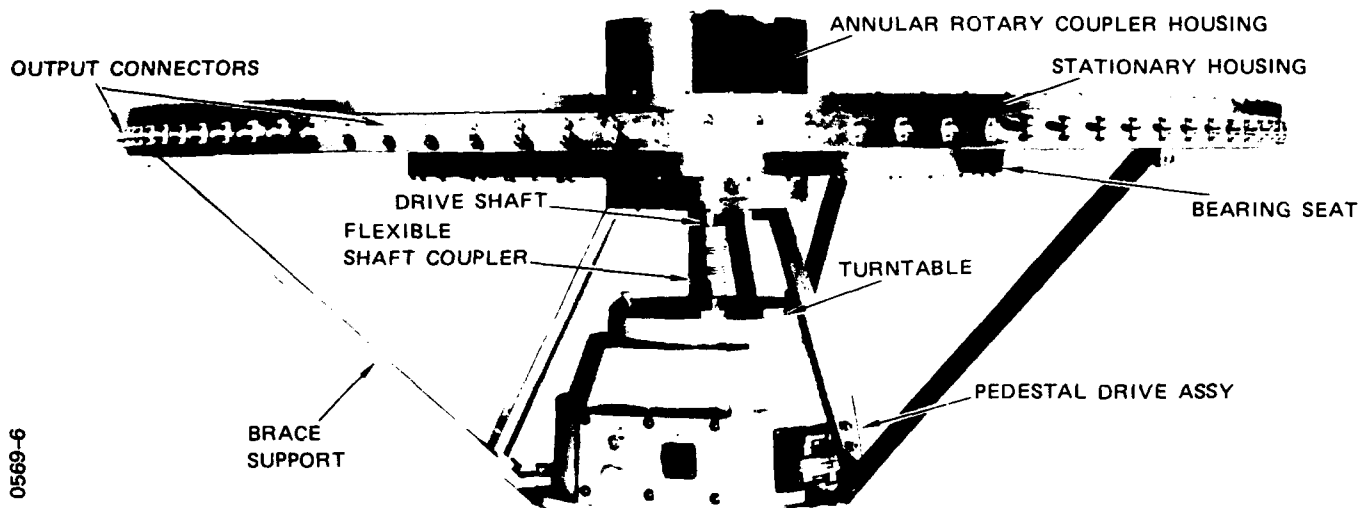 ANNULAR ROTARY COUPLER HOUSING
OUTPUT CONNECTORS
STATIONARY HOUSING
DRIVE SHAFT
BEARING SEAT
FLEXIBLE
SHAFT COUPLER
TURNTABLE
PEDESTAL DRIVE ASSY
BRACE
SUPPORT
0569-6